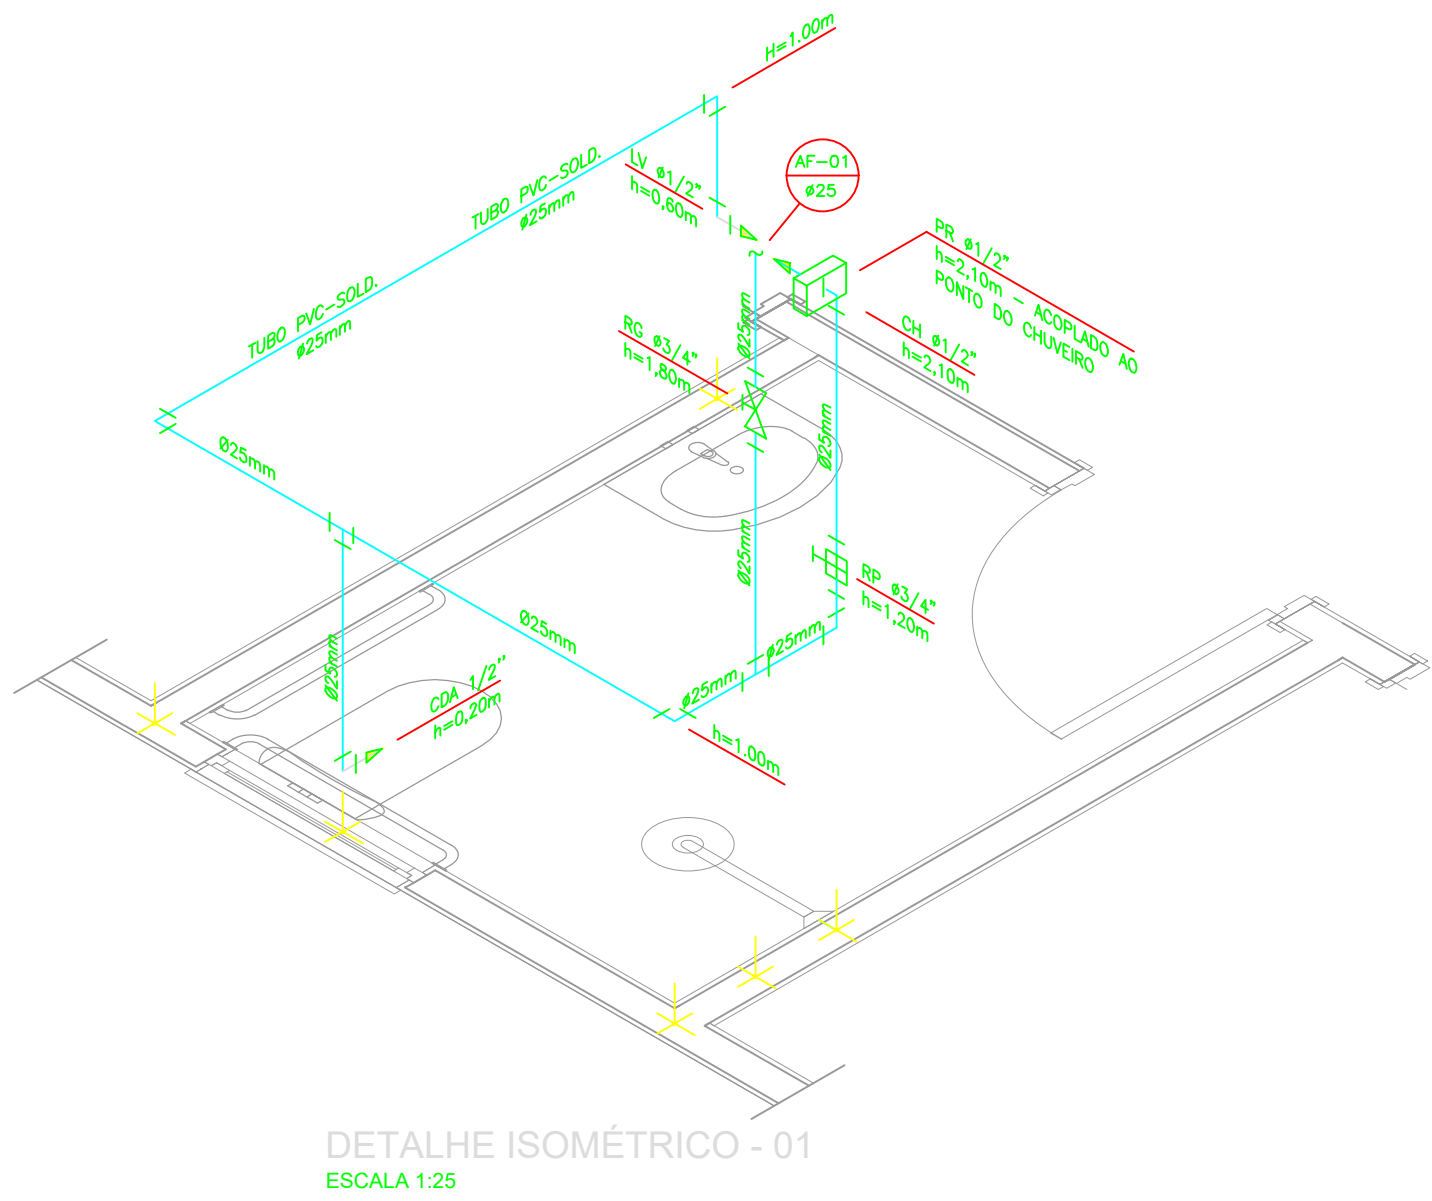 H=1.00m
TUBO PVC-SOLD.
ø25mm
LV ø1/2"
h=0,60m
AF-01
ø25
PR ø1/2"
h=2,10m - ACOPLADO AO
PONTO DO CHUVEIRO
TUBO PVC-SOLD.
ø25mm
RG ø3/4"
h=1,80m
Ø25mm
CH ø1/2"
h=2,10m
Ø25mm
Ø25mm
Ø25mm
RP ø3/4"
h=1,20m
Ø25mm
Ø25mm
ø25mm
ø25mm
CDA 1/2''
h=0,20m
h=1.00m
DETALHE ISOMÉTRICO - 01
ESCALA 1:25